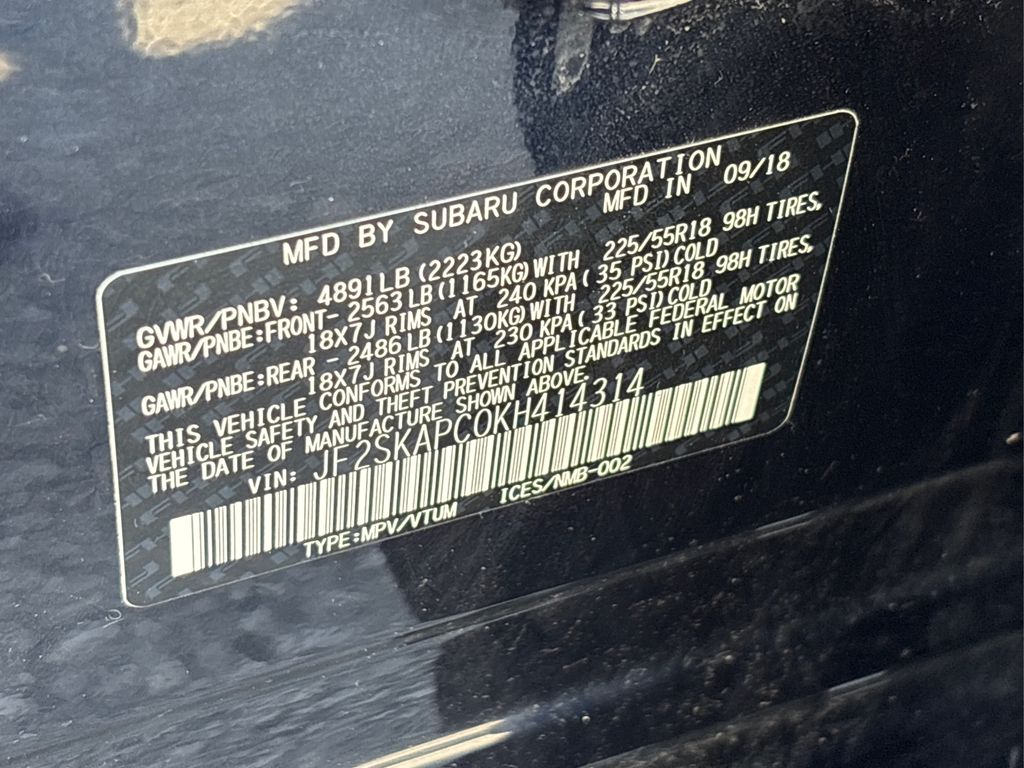 MFD BY SUBARU CORPORATION
MFD IN 09/18
GVWR/PNBV: 4891LB(2223KG)
GAWR/PNBE:FRONT- 2563LB(1165KG)WITH 225/55R18 98H TIRES,
18X7J RIMS AT 240 KPA(35 PSI)COLD
GAWR/PNBE:REAR - 2486LB(1130KG)WITH 225/55R18 98H TIRES,
18X7J RIMS AT 230 KPA(33 PSI)COLD
THIS VEHICLE CONFORMS TO ALL APPLICABLE FEDERAL MOTOR
VEHICLE SAFETY AND THEFT PREVENTION STANDARDS IN EFFECT ON
THE DATE OF MANUFACTURE SHOWN ABOVE.
VIN: JF2SKAPC0KH414314
TYPE:MPV/VTUM ICES/NMB-002